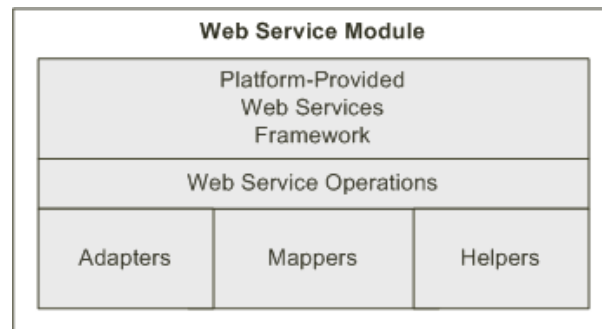 Web Service Module
Platform-Provided
Web Services
Framework
Web Service Operations
Adapters
Mappers
Helpers